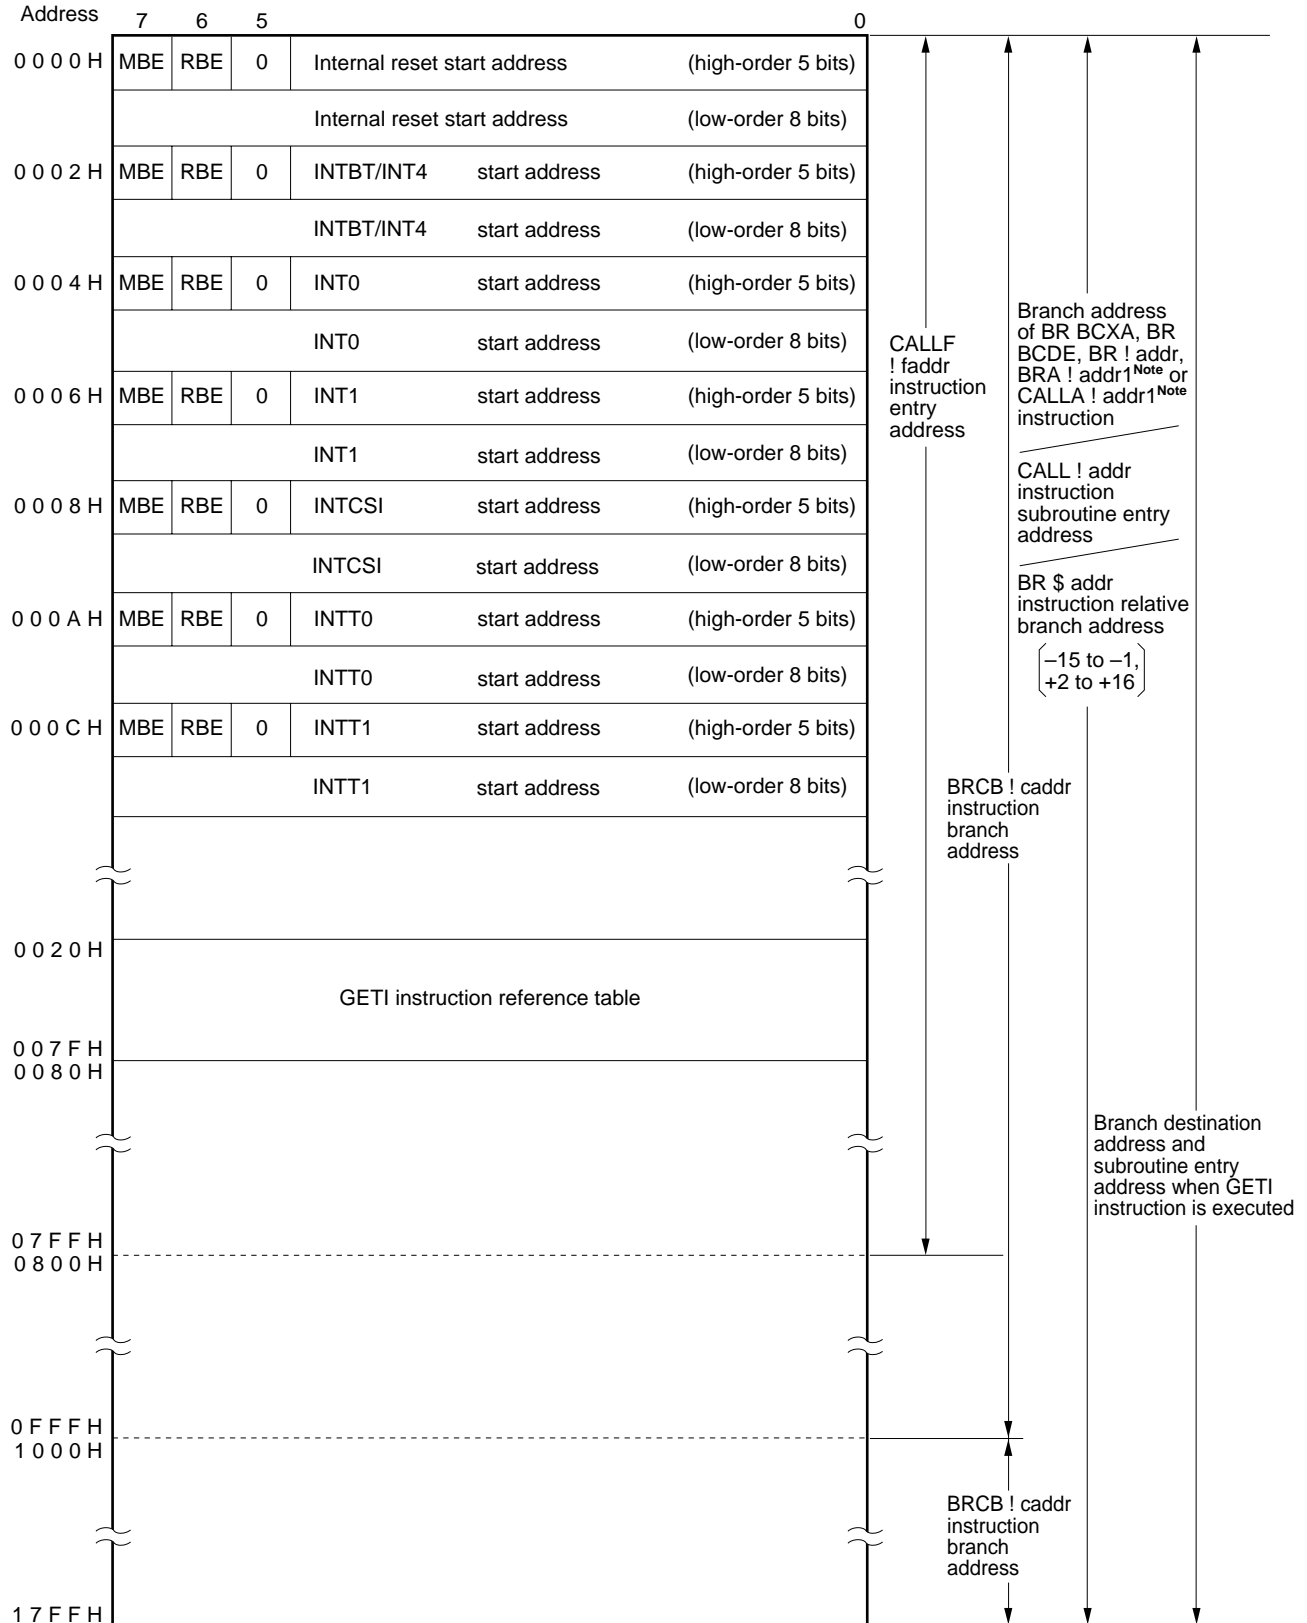 Address
7 6 5 0
0000H MBE RBE 0 Internal reset start address (high-order 5 bits)
Internal reset start address (low-order 8 bits)
0002H MBE RBE 0 INTBT/INT4 start address (high-order 5 bits)
INTBT/INT4 start address (low-order 8 bits)
0004H MBE RBE 0 INT0 start address (high-order 5 bits)
INT0 start address (low-order 8 bits)
0006H MBE RBE 0 INT1 start address (high-order 5 bits)
INT1 start address (low-order 8 bits)
0008H MBE RBE 0 INTCSI start address (high-order 5 bits)
INTCSI start address (low-order 8 bits)
000AH MBE RBE 0 INTT0 start address (high-order 5 bits)
INTT0 start address (low-order 8 bits)
000CH MBE RBE 0 INTT1 start address (high-order 5 bits)
INTT1 start address (low-order 8 bits)
0020H
GETI instruction reference table
007FH
0080H
07FFH
0800H
0FFFH
1000H
17FFH
CALLF
! faddr
instruction
entry
address
BRCB ! caddr
instruction
branch
address
BRCB ! caddr
instruction
branch
address
Branch address
of BR BCXA, BR
BCDE, BR ! addr,
BRA ! addr1Note or
CALLA ! addr1Note
instruction
CALL ! addr
instruction
subroutine entry
address
BR $ addr
instruction relative
branch address
–15 to –1,
+2 to +16
Branch destination
address and
subroutine entry
address when GETI
instruction is executed